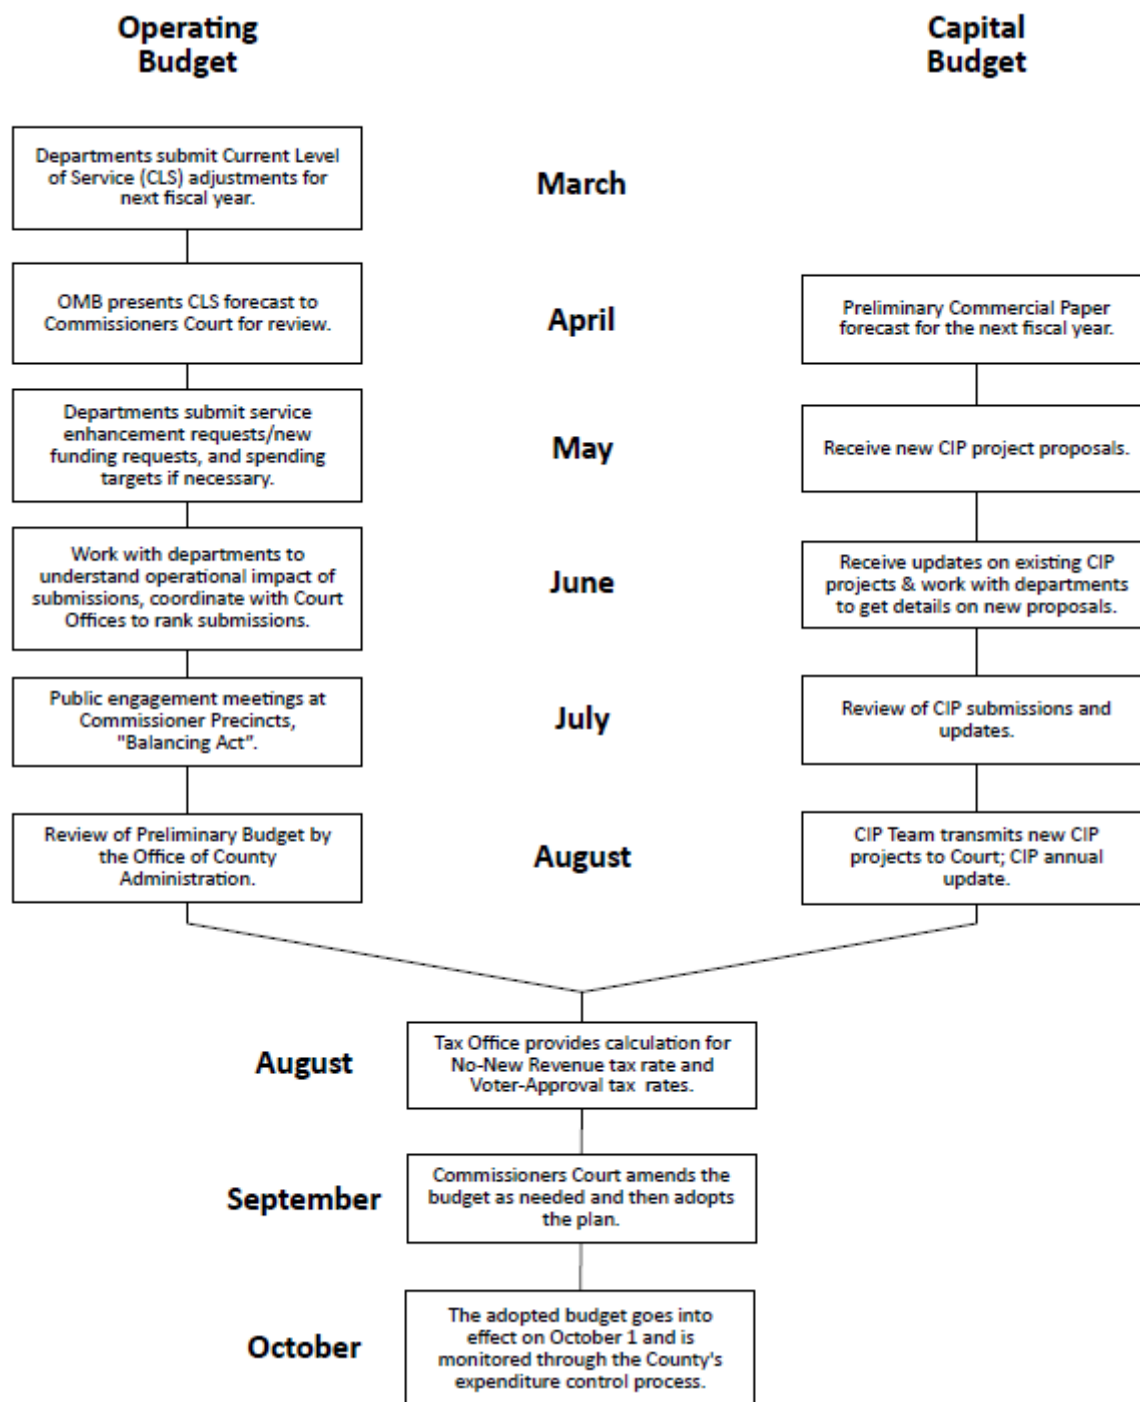 Operating
Budget
Capital
Budget
Departments submit Current Level
of Service (CLS) adjustments for
next fiscal year.
March
OMB presents CLS forecast to
Commissioners Court for review.
April
Preliminary Commercial Paper
forecast for the next fiscal year.
Departments submit service
enhancement requests/new
funding requests, and spending
targets if necessary.
May
Receive new CIP project proposals.
Work with departments to
understand operational impact of
submissions, coordinate with Court
Offices to rank submissions.
June
Receive updates on existing CIP
projects & work with departments
to get details on new proposals.
Public engagement meetings at
Commissioner Precincts,
"Balancing Act”.
July
Review of CIP submissions and
updates.
Review of Preliminary Budget by
the Office of County
Administration.
August
CIP Team transmits new CIP
projects to Court; CIP annual
update.
August
Tax Office provides calculation for
No-New Revenue tax rate and
Voter-Approval tax rates.
September
Commissioners Court amends the
budget as needed and then adopts
the plan.
October
The adopted budget goes into
effect on October 1 and is
monitored through the County's
expenditure control process.